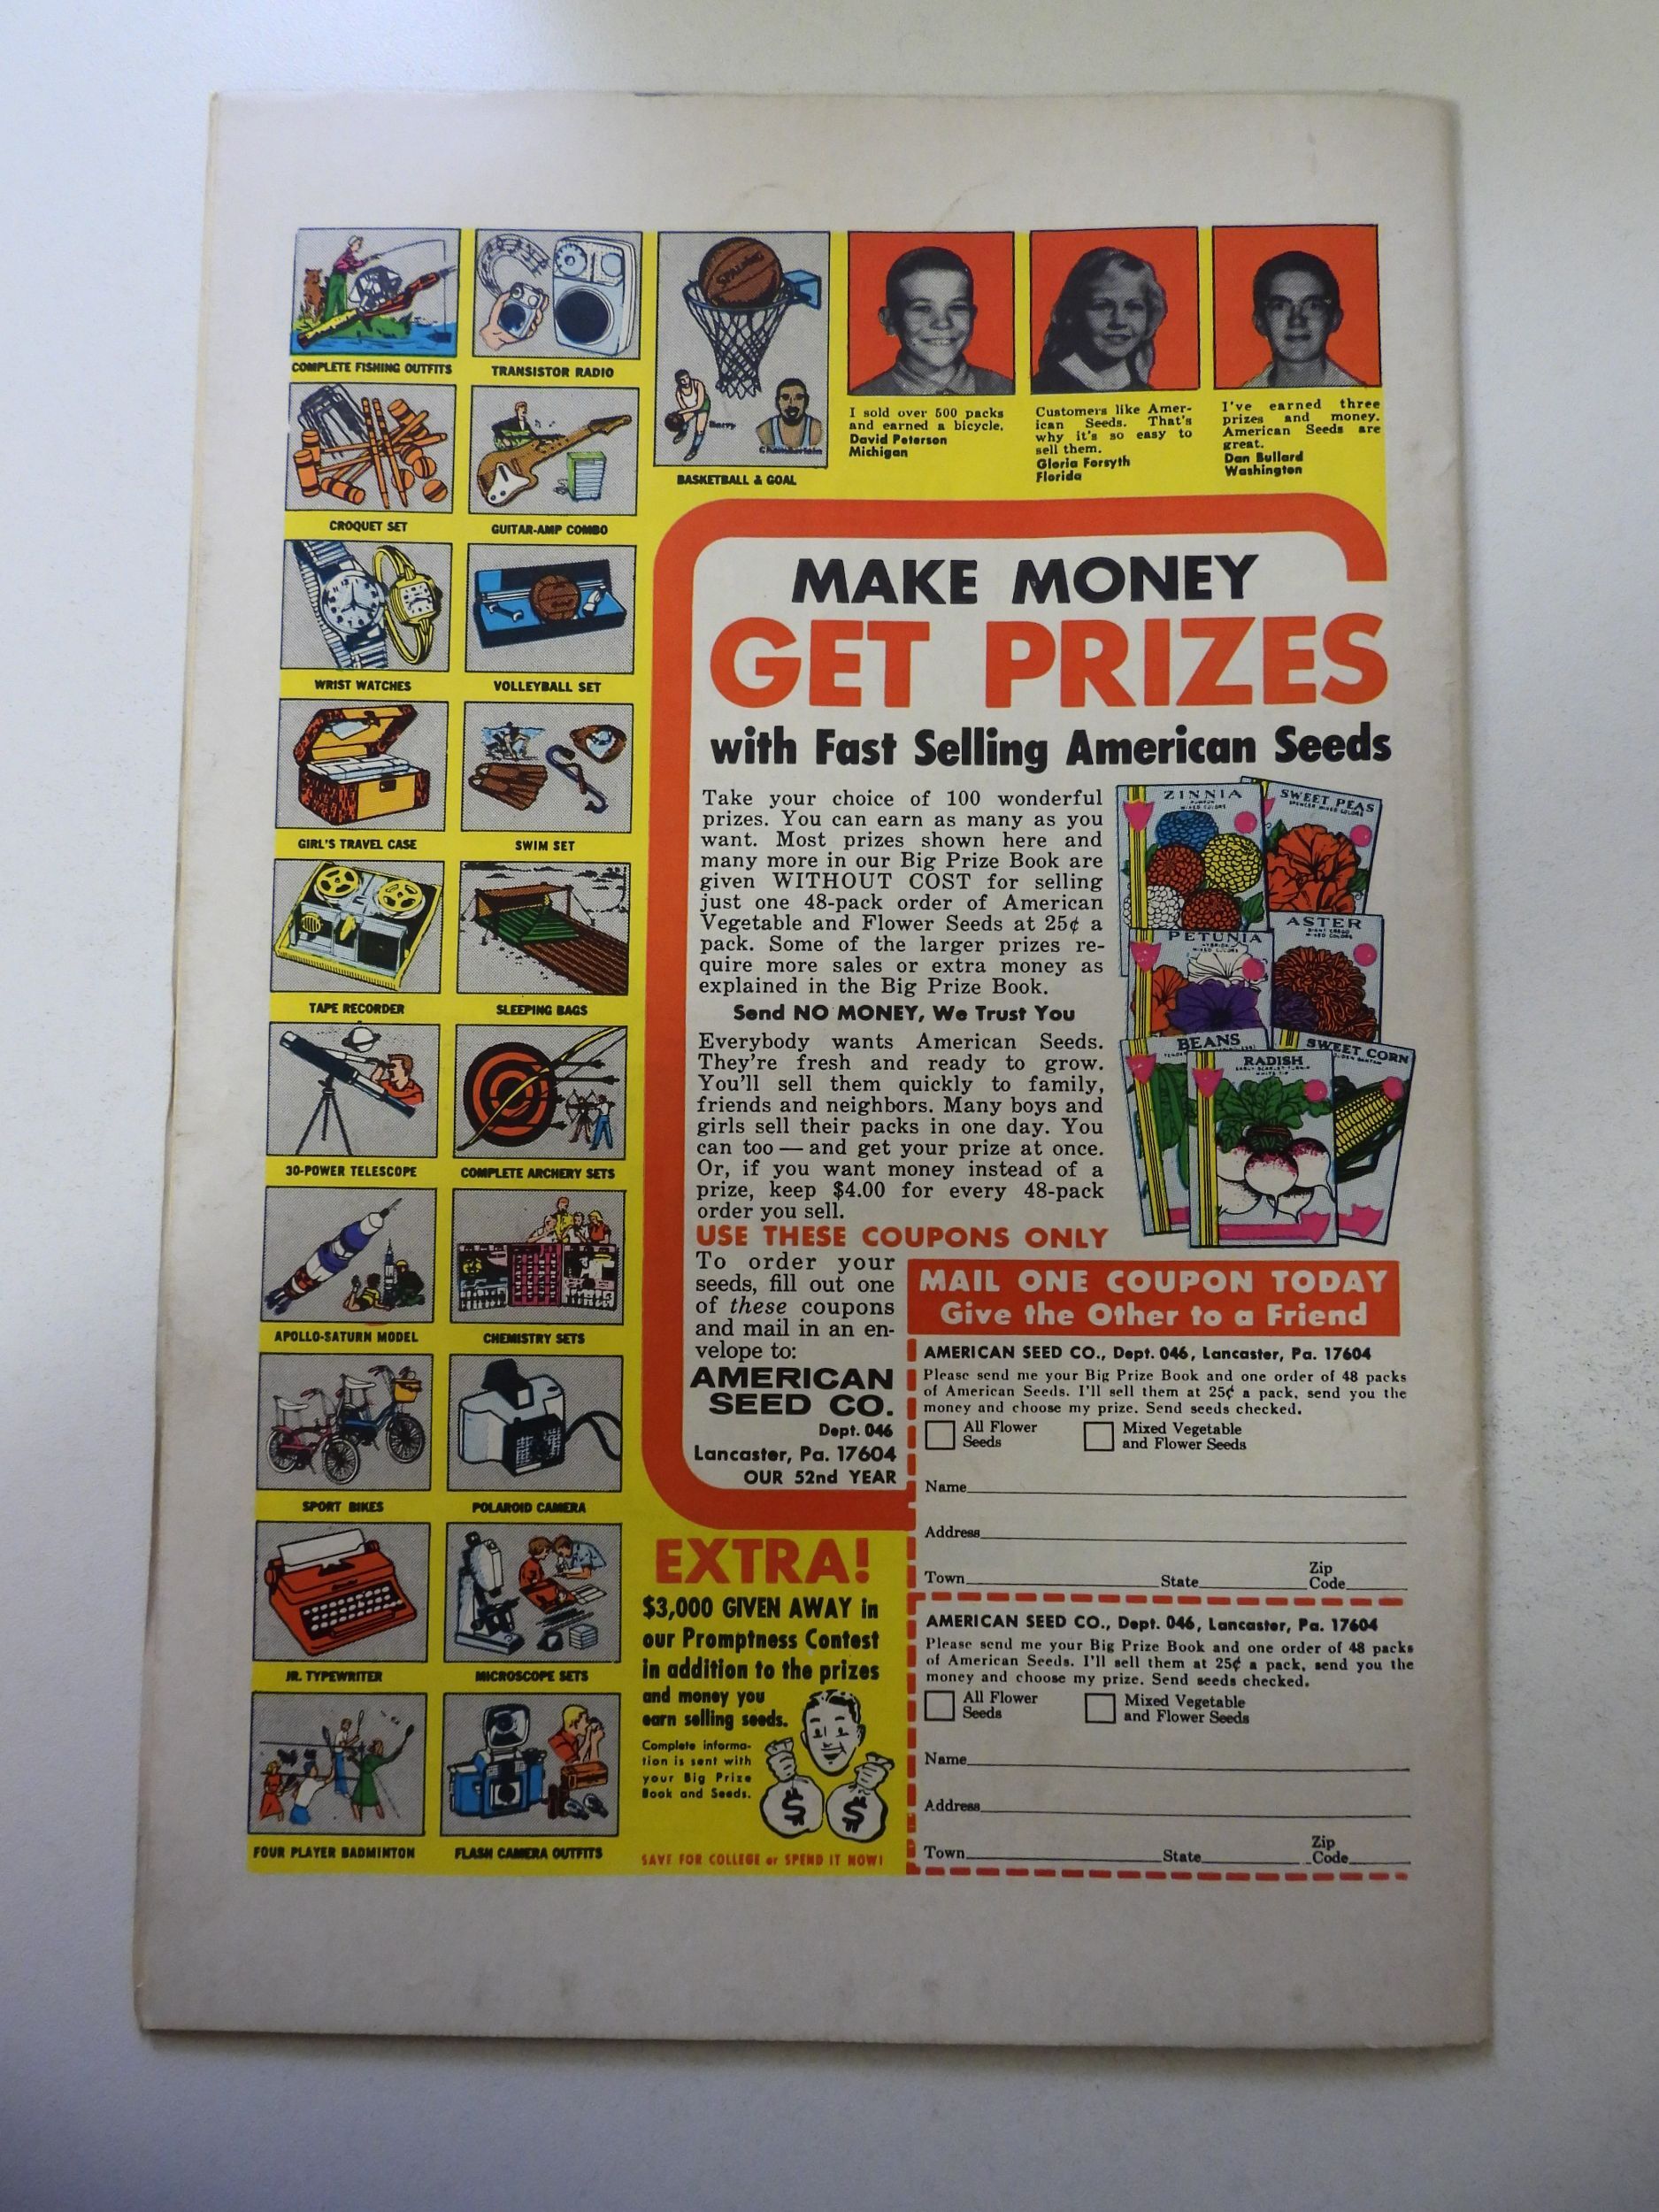 COMPLETE FISHING OUTFITS
TRANSISTOR RADIO
SPALDING
Barry
Chamberlain
BASKETBALL & GOAL
I sold over 500 packs
and earned a bicycle.
David Peterson
Michigan
Customers like Amer-
ican Seeds. That's
why it's so easy to
sell them.
Gloria Forsyth
Florida
I've earned three
prizes and money.
American Seeds are
great.
Dan Bullard
Washington
CROQUET SET
GUITAR-AMP COMBO
WRIST WATCHES
VOLLEYBALL SET
GIRL'S TRAVEL CASE
SWIM SET
TAPE RECORDER
SLEEPING BAGS
30-POWER TELESCOPE
COMPLETE ARCHERY SETS
APOLLO-SATURN MODEL
CHEMISTRY SETS
SPORT BIKES
POLAROID CAMERA
JR. TYPEWRITER
MICROSCOPE SETS
FOUR PLAYER BADMINTON
FLASH CAMERA OUTFITS
MAKE MONEY
GET PRIZES
with Fast Selling American Seeds
Take your choice of 100 wonderful
prizes. You can earn as many as you
want. Most prizes shown here and
many more in our Big Prize Book are
given WITHOUT COST for selling
just one 48-pack order of American
Vegetable and Flower Seeds at 25¢ a
pack. Some of the larger prizes re-
quire more sales or extra money as
explained in the Big Prize Book.
Send NO MONEY, We Trust You
Everybody wants American Seeds.
They're fresh and ready to grow.
You'll sell them quickly to family,
friends and neighbors. Many boys and
girls sell their packs in one day. You
can too — and get your prize at once.
Or, if you want money instead of a
prize, keep $4.00 for every 48-pack
order you sell.
ZINNIA
MIXED COLORS
SWEET PEAS
SPENCER MIXED COLORS
PETUNIA
MIXED COLORS
ASTER
MIXED COLORS
BEANS
RADISH
EARLY SCARLET TURNIP
WHITE TIP
SWEET CORN
GOLDEN BANTAM
USE THESE COUPONS ONLY
To order your
seeds, fill out one
of these coupons
and mail in an en-
velope to:
AMERICAN
SEED CO.
Dept. 046
Lancaster, Pa. 17604
OUR 52nd YEAR
MAIL ONE COUPON TODAY
Give the Other to a Friend
AMERICAN SEED CO., Dept. 046, Lancaster, Pa. 17604
Please send me your Big Prize Book and one order of 48 packs
of American Seeds. I'll sell them at 25¢ a pack, send you the
money and choose my prize. Send seeds checked.
All Flower
Seeds
Mixed Vegetable
and Flower Seeds
Name
Address
Town State Zip
Code
AMERICAN SEED CO., Dept. 046, Lancaster, Pa. 17604
Please send me your Big Prize Book and one order of 48 packs
of American Seeds. I'll sell them at 25¢ a pack, send you the
money and choose my prize. Send seeds checked.
All Flower
Seeds
Mixed Vegetable
and Flower Seeds
Name
Address
Town State Zip
Code
EXTRA!
$3,000 GIVEN AWAY in
our Promptness Contest
in addition to the prizes
and money you
earn selling seeds.
Complete informa-
tion is sent with
your Big Prize
Book and Seeds.
$ $
SAVE FOR COLLEGE or SPEND IT NOW!